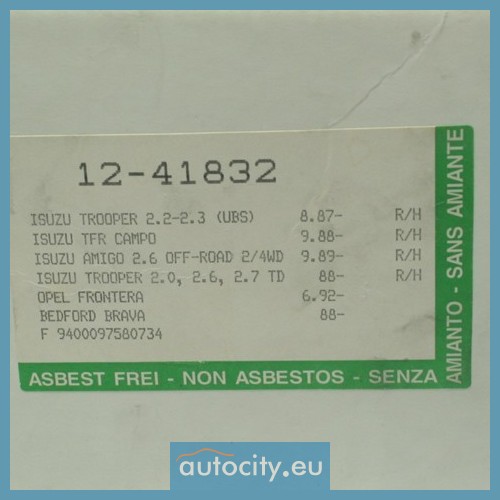 12-41832
ISUZU TROOPER 2.2-2.3 (UBS) 8.87- R/H
ISUZU TFR CAMPO 9.88- R/H
ISUZU AMIGO 2.6 OFF-ROAD 2/4WD 9.89- R/H
ISUZU TROOPER 2.0, 2.6, 2.7 TD 88- R/H
OPEL FRONTERA 6.92-
BEDFORD BRAVA 88-
F 9400097580734
ASBEST FREI - NON ASBESTOS - SENZA
AMIANTO - SANS AMIANTE
autocity.eu